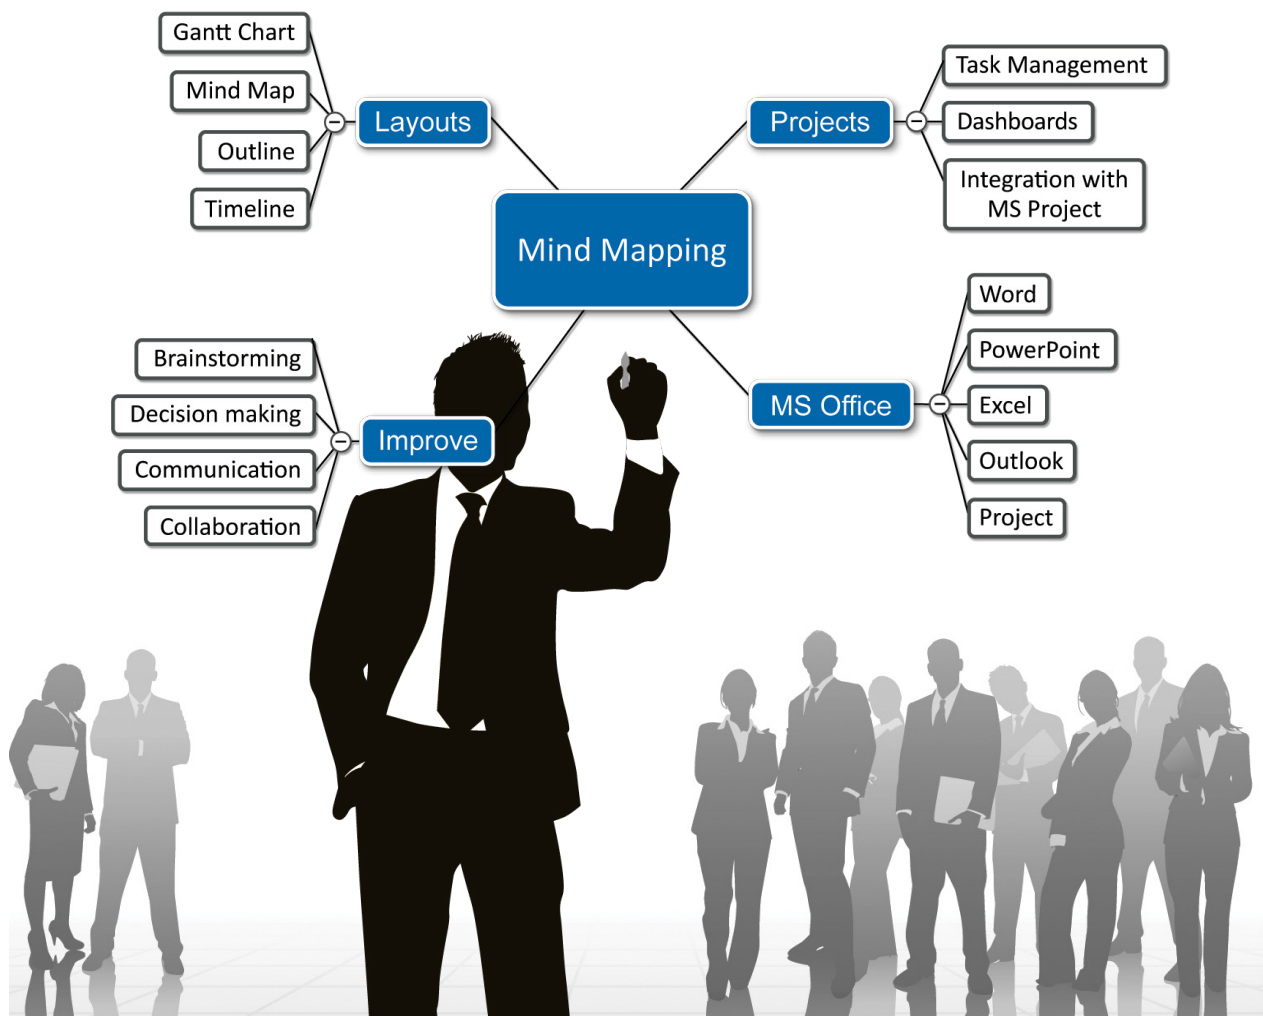 Mind Mapping
Layouts
Gantt Chart
Mind Map
Outline
Timeline
Projects
Task Management
Dashboards
Integration with
MS Project
Improve
Brainstorming
Decision making
Communication
Collaboration
MS Office
Word
PowerPoint
Excel
Outlook
Project